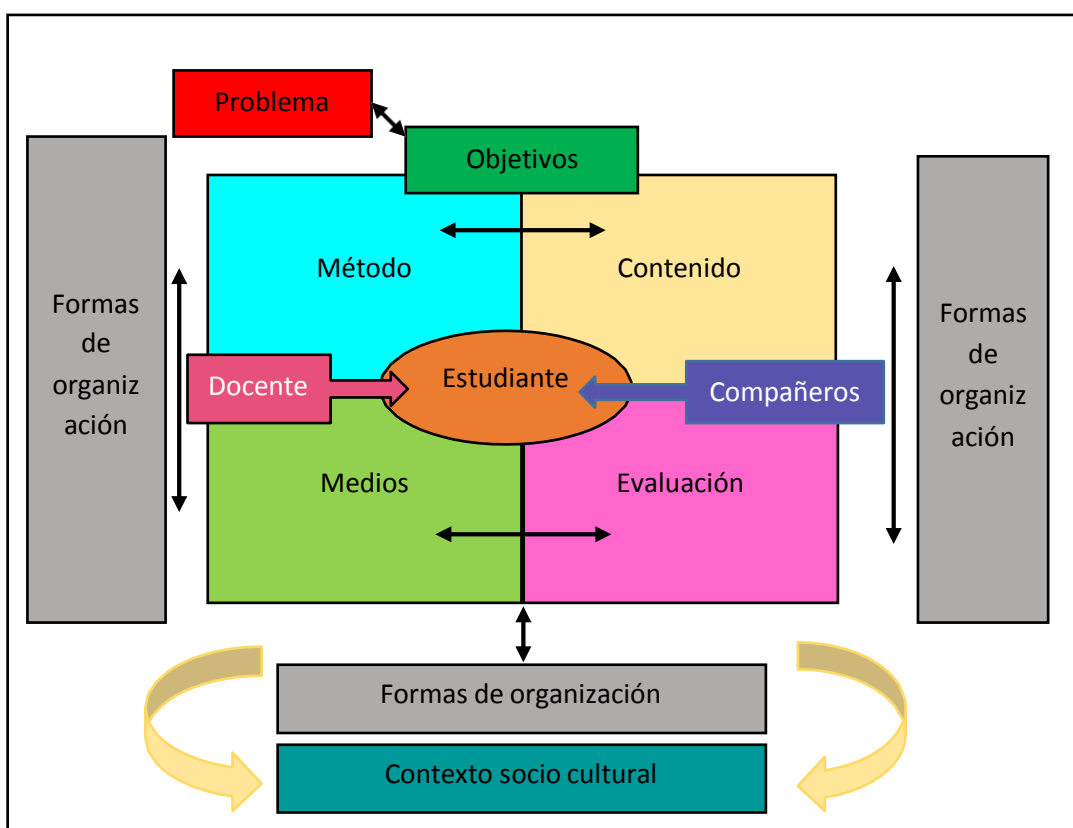 Problema
Objetivos
Método
Contenido
Formas
de
organiz
ación
Formas
de
organiz
ación
Docente
Estudiante
Compañeros
Medios
Evaluación
Formas de organización
Contexto socio cultural